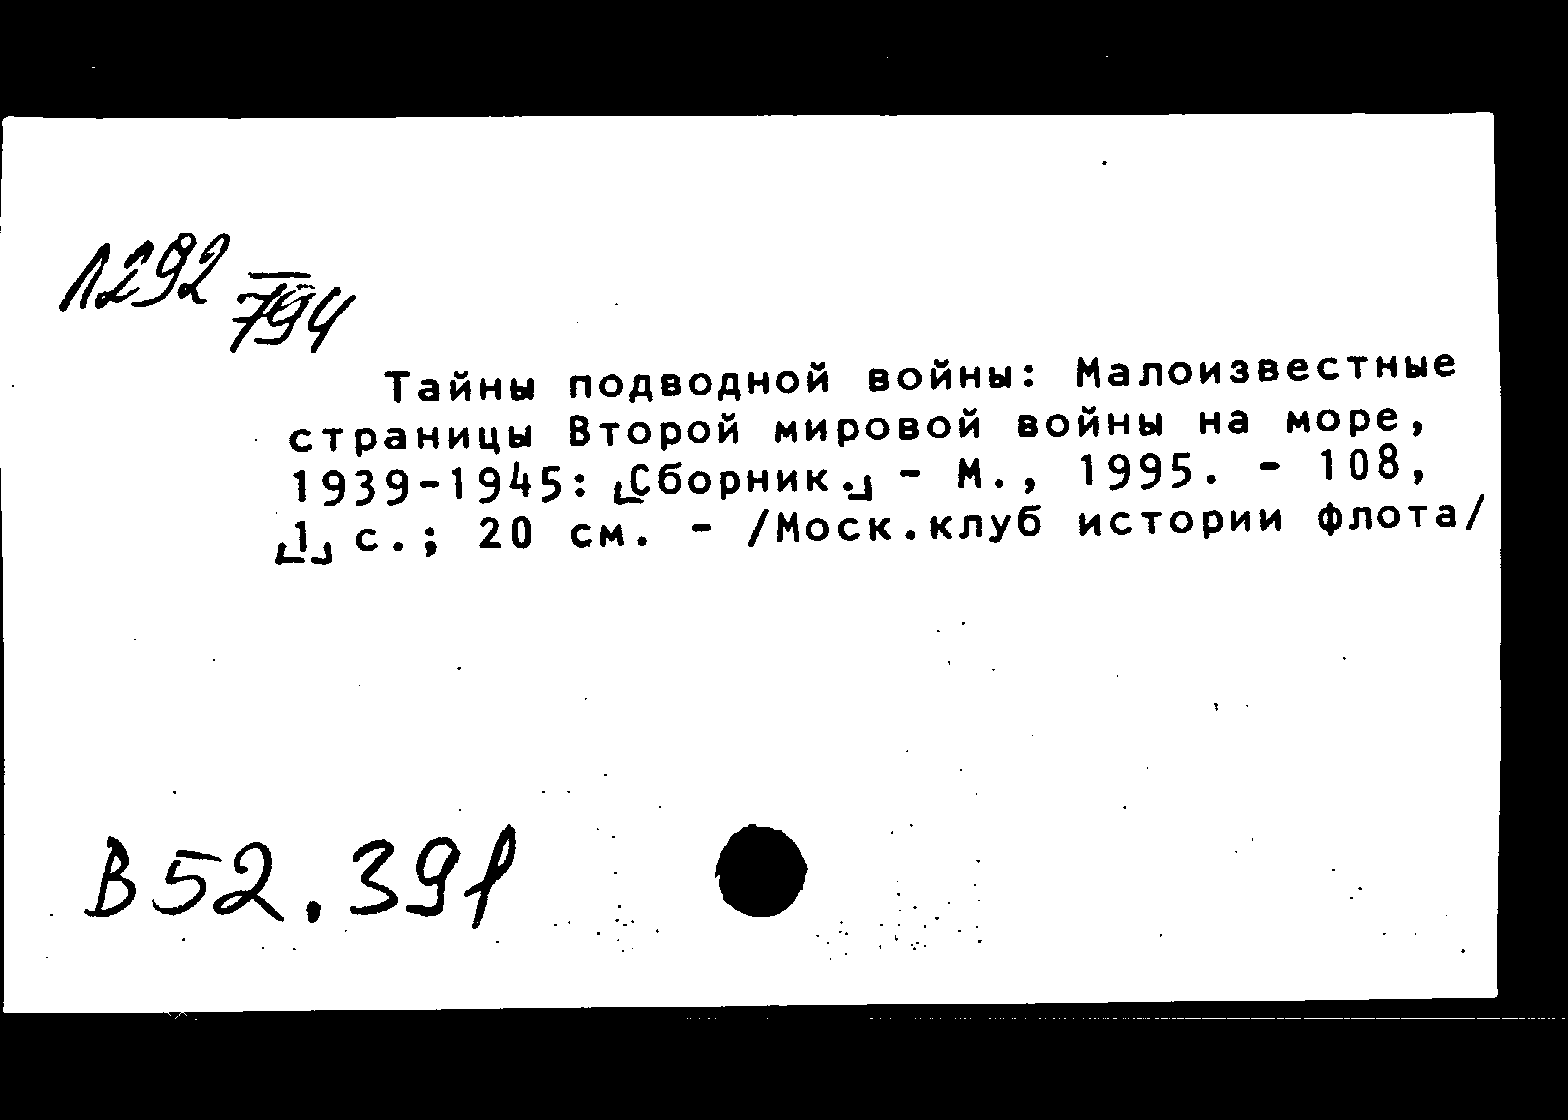 Л292
794
Тайны подводной войны: Малоизвестные
страницы Второй мировой войны на море,
1939-1945: [Сборник.] - М., 1995. - 108,
[1] с.; 20 см. - /Моск.клуб истории флота/
В 52.391